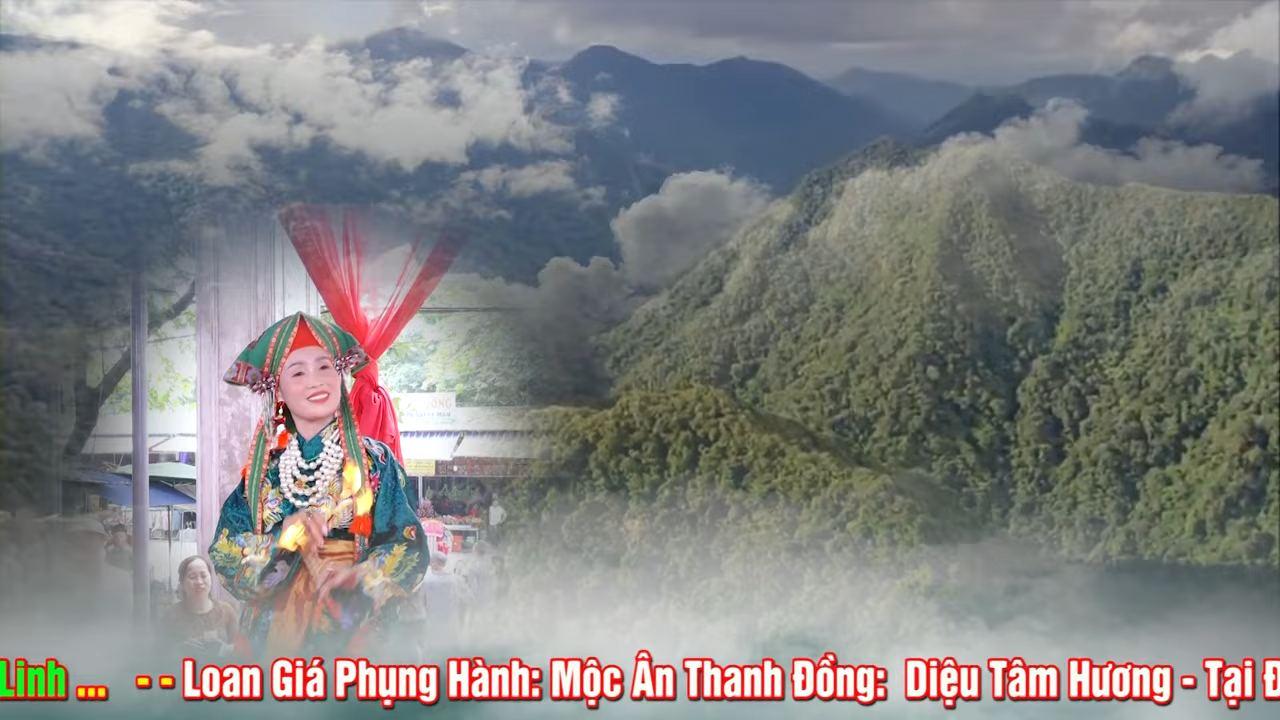 Linh ... - - Loan Giá Phụng Hành: Mộc Ân Thanh Đồng: Diệu Tâm Hương - Tại Đ